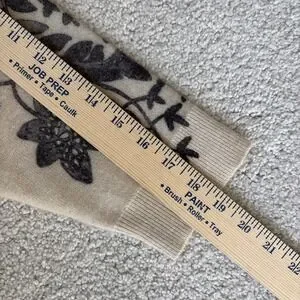 11 12 13 14 15 16 17 18 19 20 21 22
JOB PREP
• Primer • Tape • Caulk
PAINT
• Brush • Roller • Tray